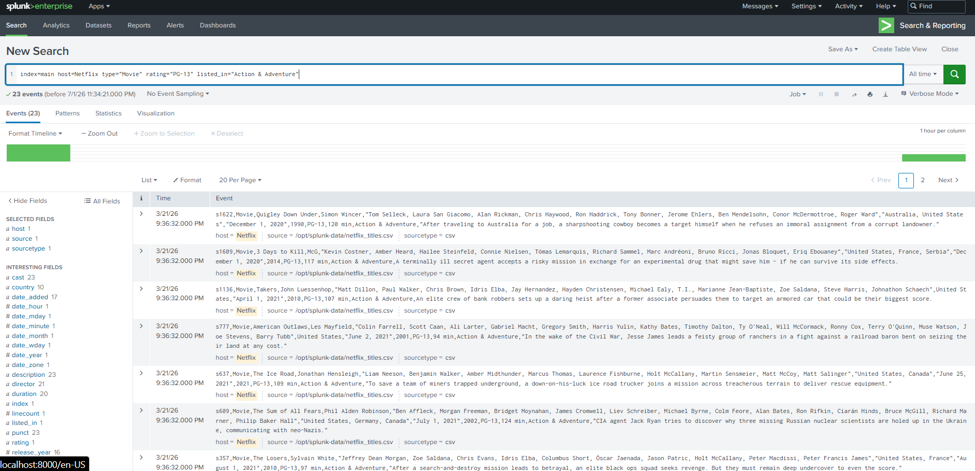 splunk>enterprise Apps Messages Settings Activity Help Find
Search Analytics Datasets Reports Alerts Dashboards Search & Reporting
New Search Save As Create Table View Close
1 index=main host=Netflix type="Movie" rating="PG-13" listed_in="Action & Adventure" All time
23 events (before 7/1/26 11:34:21.000 PM) No Event Sampling Job Verbose Mode
Events (23) Patterns Statistics Visualization
Format Timeline — Zoom Out + Zoom to Selection × Deselect 1 hour per column
List Format 20 Per Page < Prev 1 2 Next >
< Hide Fields All Fields i Time Event
SELECTED FIELDS
a host 1
a source 1
a sourcetype 1
INTERESTING FIELDS
a cast 23
a country 10
a date_added 17
# date_hour 1
# date_mday 1
# date_minute 1
a date_month 1
a date_wday 1
# date_year 1
a date_zone 1
a description 23
a director 21
a duration 20
a index 1
# linecount 1
a listed_in 1
a punct 23
a rating 1
# release_year 16
localhost:8000/en-US
> 3/21/26 s1622,Movie,Quigley Down Under,Simon Wincer,"Tom Selleck, Laura San Giacomo, Alan Rickman, Chris Haywood, Ron Haddrick, Tony Bonner, Jerome Ehlers, Ben Mendelsohn, Conor McDermottroe, Roger Ward","Australia, United State
9:36:32.000 PM s","December 1, 2020",1990,PG-13,120 min,Action & Adventure,"After traveling to Australia for a job, a sharpshooting cowboy becomes a target himself when he refuses an immoral assignment from a corrupt landowner."
host = Netflix source = /opt/splunk-data/netflix_titles.csv sourcetype = csv
> 3/21/26 s1609,Movie,3 Days to Kill,McG,"Kevin Costner, Amber Heard, Hailee Steinfeld, Connie Nielsen, Tómas Lemarquis, Richard Sammel, Marc Andréoni, Bruno Ricci, Jonas Bloquet, Eriq Ebouaney","United States, France, Serbia","Decem
9:36:32.000 PM ber 1, 2020",2014,PG-13,117 min,Action & Adventure,A terminally ill secret agent accepts a risky mission in exchange for an experimental drug that might save him – if he can survive its side effects.
host = Netflix source = /opt/splunk-data/netflix_titles.csv sourcetype = csv
> 3/21/26 s1136,Movie,Takers,John Luessenhop,"Matt Dillon, Paul Walker, Chris Brown, Idris Elba, Jay Hernandez, Hayden Christensen, Michael Ealy, T.I., Marianne Jean-Baptiste, Zoe Saldana, Steve Harris, Johnathon Schaech",United St
9:36:32.000 PM ates,"April 1, 2021",2010,PG-13,107 min,Action & Adventure,An elite crew of bank robbers sets up a daring heist after a former associate persuades them to target an armored car that could be their biggest score.
host = Netflix source = /opt/splunk-data/netflix_titles.csv sourcetype = csv
> 3/21/26 s777,Movie,American Outlaws,Les Mayfield,"Colin Farrell, Scott Caan, Ali Larter, Gabriel Macht, Gregory Smith, Harris Yulin, Kathy Bates, Timothy Dalton, Ty O'Neal, Will McCormack, Ronny Cox, Terry O'Quinn, Muse Watson, J
9:36:32.000 PM oe Stevens, Barry Tubb",United States,"June 2, 2021",2001,PG-13,94 min,Action & Adventure,"In the wake of the Civil War, Jesse James leads a feisty group of ranchers in a fight against a railroad baron bent on seizing the
ir land at any cost."
host = Netflix source = /opt/splunk-data/netflix_titles.csv sourcetype = csv
> 3/21/26 s637,Movie,The Ice Road,Jonathan Hensleigh,"Liam Neeson, Benjamin Walker, Amber Midthunder, Marcus Thomas, Laurence Fishburne, Holt McCallany, Martin Sensmeier, Matt McCoy, Matt Salinger","United States, Canada","June 25,
9:36:32.000 PM 2021",2021,PG-13,109 min,Action & Adventure,"To save a team of miners trapped underground, a down-on-his-luck ice road trucker joins a mission across treacherous terrain to deliver rescue equipment."
host = Netflix source = /opt/splunk-data/netflix_titles.csv sourcetype = csv
> 3/21/26 s609,Movie,The Sum of All Fears,Phil Alden Robinson,"Ben Affleck, Morgan Freeman, Bridget Moynahan, James Cromwell, Liev Schreiber, Michael Byrne, Colm Feore, Alan Bates, Ron Rifkin, Ciarán Hinds, Bruce McGill, Richard Mar
9:36:32.000 PM ner, Philip Baker Hall","United States, Germany, Canada","July 1, 2021",2002,PG-13,124 min,Action & Adventure,"CIA agent Jack Ryan tries to discover why three missing Russian nuclear scientists are holed up in the Ukrain
e, communicating with neo-Nazis."
host = Netflix source = /opt/splunk-data/netflix_titles.csv sourcetype = csv
> 3/21/26 s357,Movie,The Losers,Sylvain White,"Jeffrey Dean Morgan, Zoe Saldana, Chris Evans, Idris Elba, Columbus Short, Óscar Jaenada, Jason Patric, Holt McCallany, Peter Macdissi, Peter Francis James","United States, France","Au
9:36:32.000 PM gust 1, 2021",2010,PG-13,97 min,Action & Adventure,"After a search-and-destroy mission leads to betrayal, an elite black ops squad seeks revenge. But they must remain deep undercover to even the score."